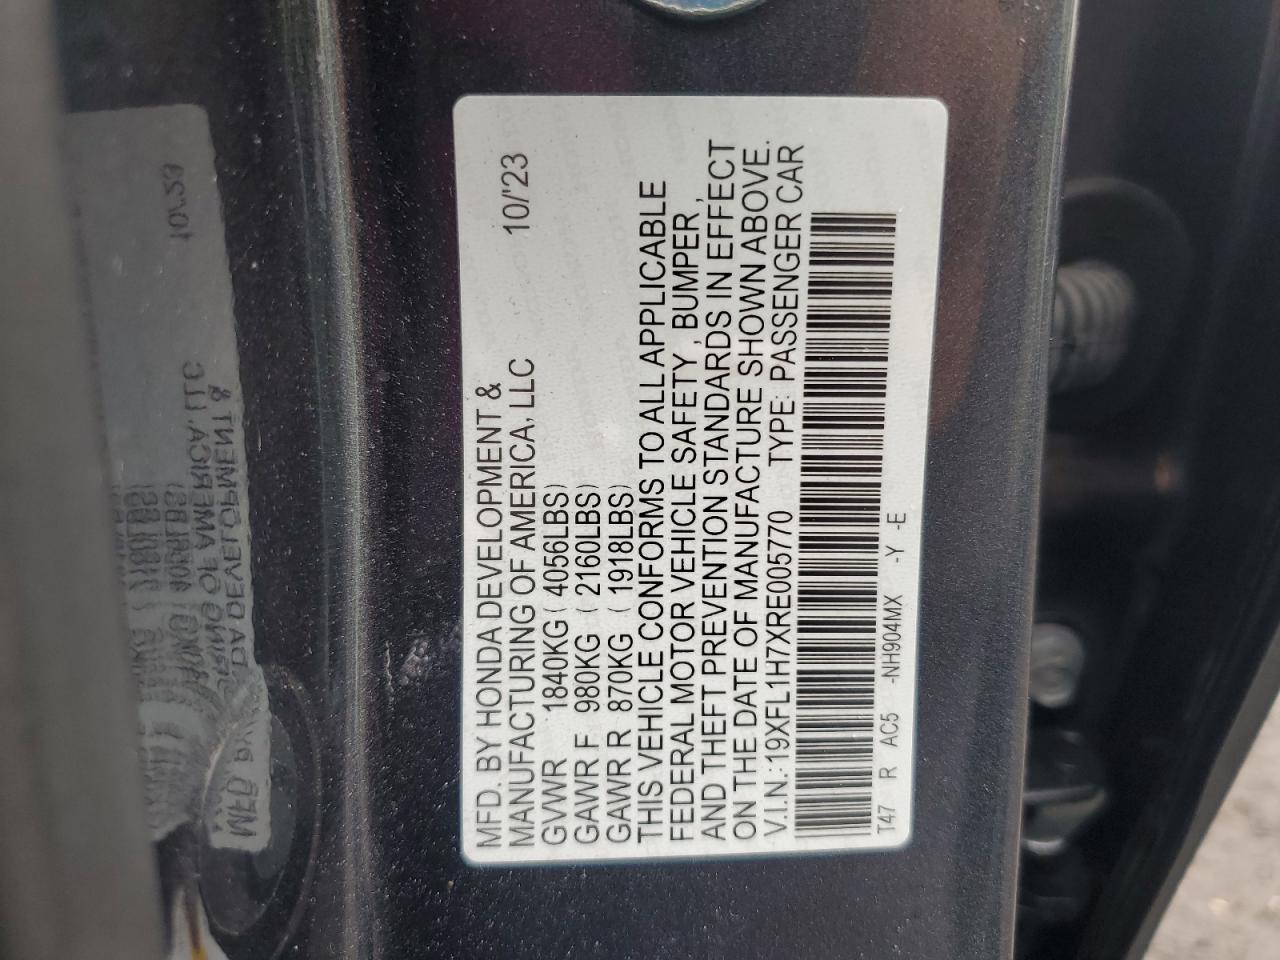 MFD. BY HONDA DEVELOPMENT &
MANUFACTURING OF AMERICA, LLC 10/'23
GVWR 1840KG ( 4056LBS)
GAWR F 980KG ( 2160LBS)
GAWR R 870KG ( 1918LBS)
THIS VEHICLE CONFORMS TO ALL APPLICABLE
FEDERAL MOTOR VEHICLE SAFETY, BUMPER,
AND THEFT PREVENTION STANDARDS IN EFFECT
ON THE DATE OF MANUFACTURE SHOWN ABOVE.
V.I.N.:19XFL1H7XRE005770 TYPE: PASSENGER CAR
T47 R AC5 -NH904MX -Y -E